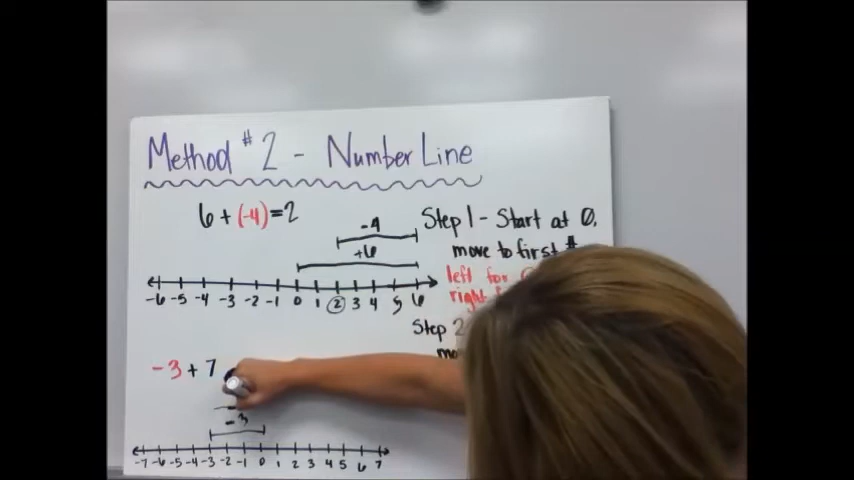 Method #2 - Number Line
6 + (-4) = 2
-4
+6
-6 -5 -4 -3 -2 -1 0 1 2 3 4 5 6
Step 1 - Start at 0,
move to first #
left for
right
Step 2
-3 + 7
-3
-7 -6 -5 -4 -3 -2 -1 0 1 2 3 4 5 6 7